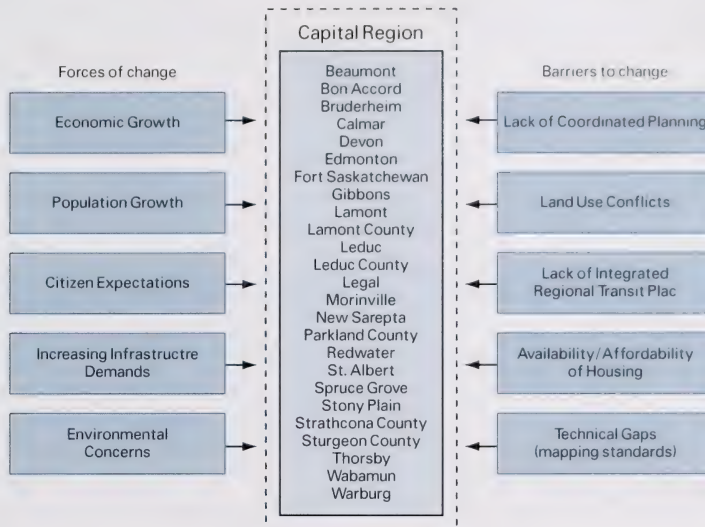 Capital Region
Forces of change
Economic Growth
Population Growth
Citizen Expectations
Increasing Infrastructre
Demands
Environmental
Concerns
Beaumont
Bon Accord
Bruderheim
Calmar
Devon
Edmonton
Fort Saskatchewan
Gibbons
Lamont
Lamont County
Leduc
Leduc County
Legal
Morinville
New Sarepta
Parkland County
Redwater
St. Albert
Spruce Grove
Stony Plain
Strathcona County
Sturgeon County
Thorsby
Wabamun
Warburg
Barriers to change
Lack of Coordinated Planning
Land Use Conflicts
Lack of Integrated
Regional Transit Plac
Availability/Affordability
of Housing
Technical Gaps
(mapping standards)